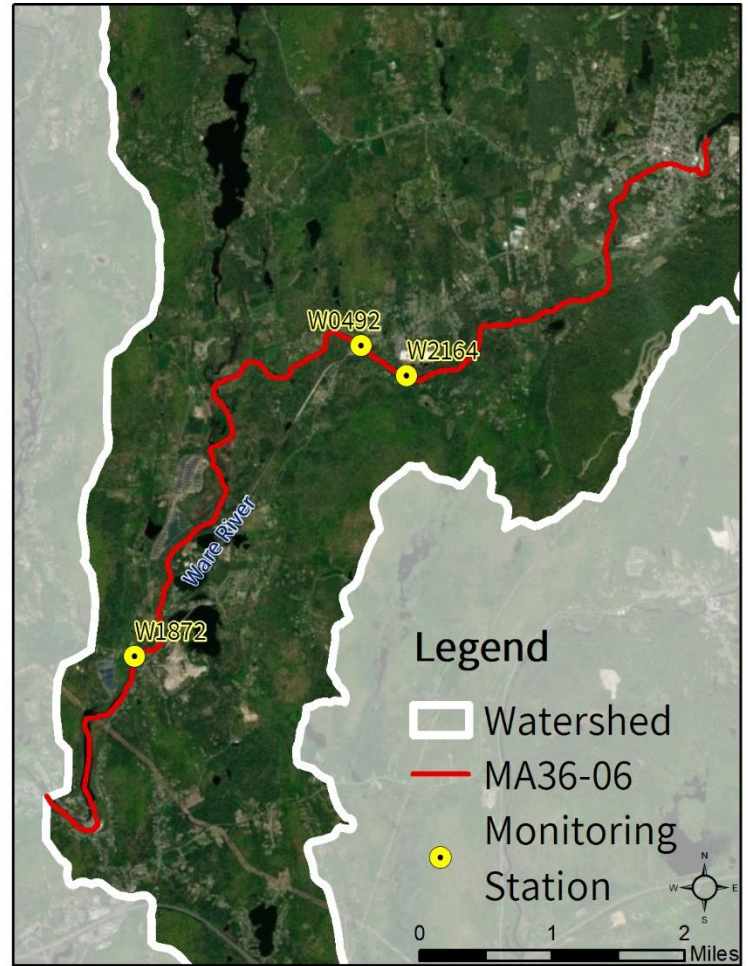 W0492
W2164
Ware River
W1872
Legend
Watershed
MA36-06
Monitoring
Station
N
W E
S
0 1 2
Miles